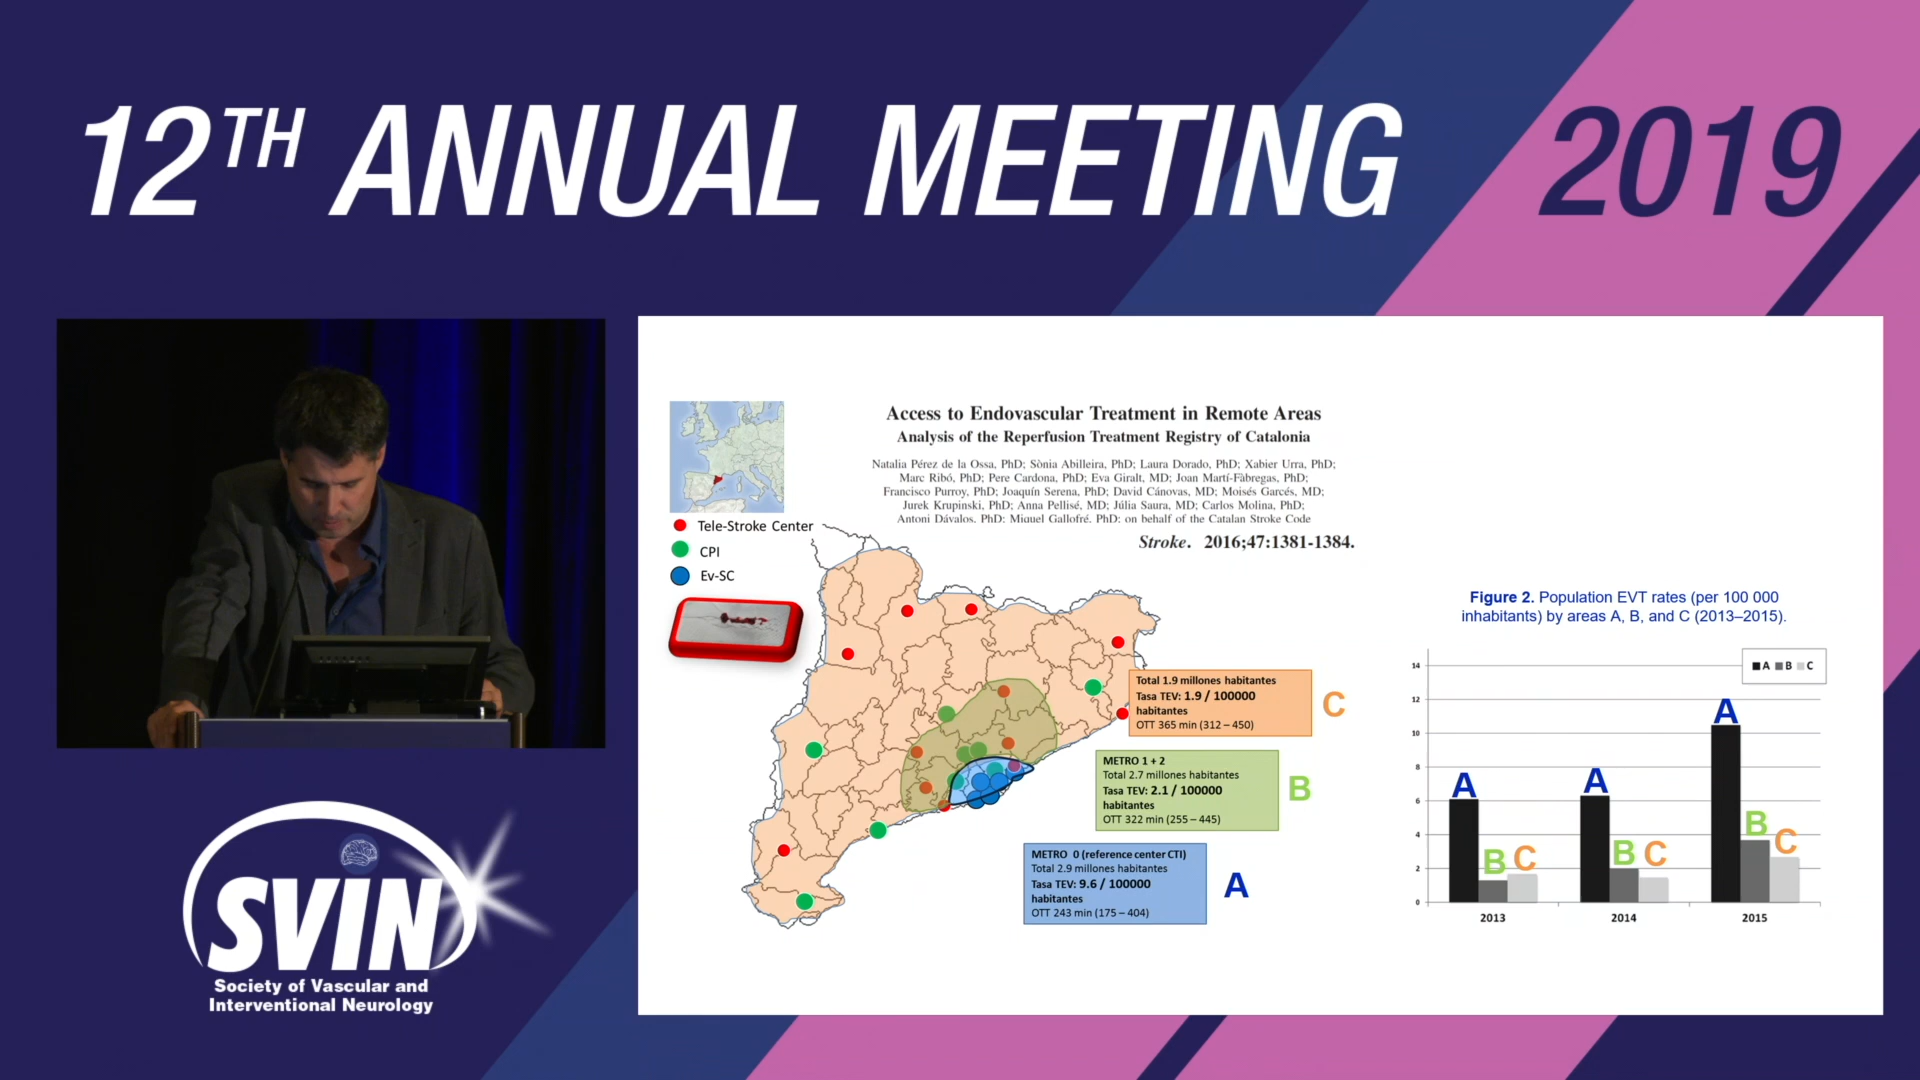 12TH ANNUAL MEETING 2019
Access to Endovascular Treatment in Remote Areas
Analysis of the Reperfusion Treatment Registry of Catalonia
Natalia Pérez de la Ossa, PhD; Sònia Abilleira, PhD; Laura Dorado, PhD; Xabier Urra, PhD;
Marc Ribó, PhD; Pere Cardona, PhD; Eva Giralt, MD; Joan Martí-Fàbregas, PhD;
Francisco Purroy, PhD; Joaquín Serena, PhD; David Cánovas, MD; Moisés Garcés, MD;
Jurek Krupinski, PhD; Anna Pellisé, MD; Júlia Saura, MD; Carlos Molina, PhD;
Antoni Dávalos, PhD; Miquel Gallofré, PhD; on behalf of the Catalan Stroke Code
Stroke. 2016;47:1381-1384.
Tele-Stroke Center
CPI
Ev-SC
Total 1.9 millones habitantes
Tasa TEV: 1.9 / 100000
habitantes
OTT 365 min (312 – 450)
C
METRO 1 + 2
Total 2.7 millones habitantes
Tasa TEV: 2.1 / 100000
habitantes
OTT 322 min (255 – 445)
B
METRO 0 (reference center CTI)
Total 2.9 millones habitantes
Tasa TEV: 9.6 / 100000
habitantes
OTT 243 min (175 – 404)
A
Figure 2. Population EVT rates (per 100 000
inhabitants) by areas A, B, and C (2013–2015).
A B C
14
12
10
8
6
4
2
0
A B C
A B C
A B C
2013 2014 2015
SVIN
Society of Vascular and
Interventional Neurology